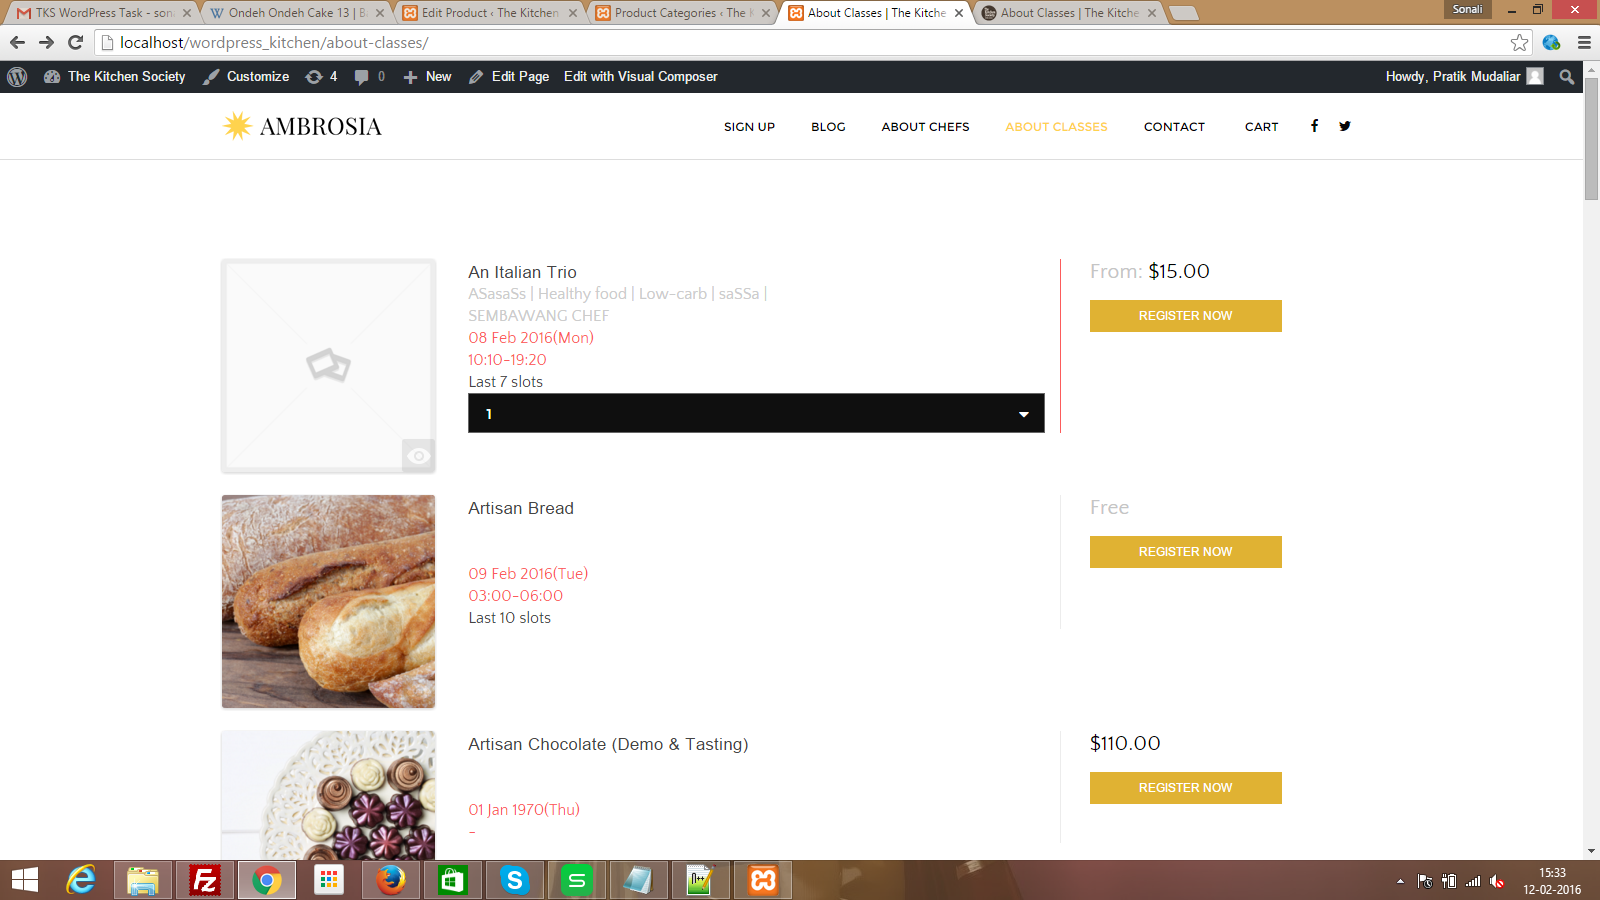 TKS WordPress Task - son
Ondeh Ondeh Cake 13 | B
Edit Product ‹ The Kitchen
Product Categories ‹ The K
About Classes | The Kitche
About Classes | The Kitche
Sonali
localhost/wordpress_kitchen/about-classes/
The Kitchen Society
Customize
4
0
New
Edit Page
Edit with Visual Composer
Howdy, Pratik Mudaliar
AMBROSIA
SIGN UP
BLOG
ABOUT CHEFS
ABOUT CLASSES
CONTACT
CART
An Italian Trio
ASasaSs | Healthy food | Low-carb | saSSa |
SEMBAWANG CHEF
08 Feb 2016(Mon)
10:10-19:20
Last 7 slots
1
From: $15.00
REGISTER NOW
Artisan Bread
09 Feb 2016(Tue)
03:00-06:00
Last 10 slots
Free
REGISTER NOW
Artisan Chocolate (Demo & Tasting)
01 Jan 1970(Thu)
-
$110.00
REGISTER NOW
15:33
12-02-2016